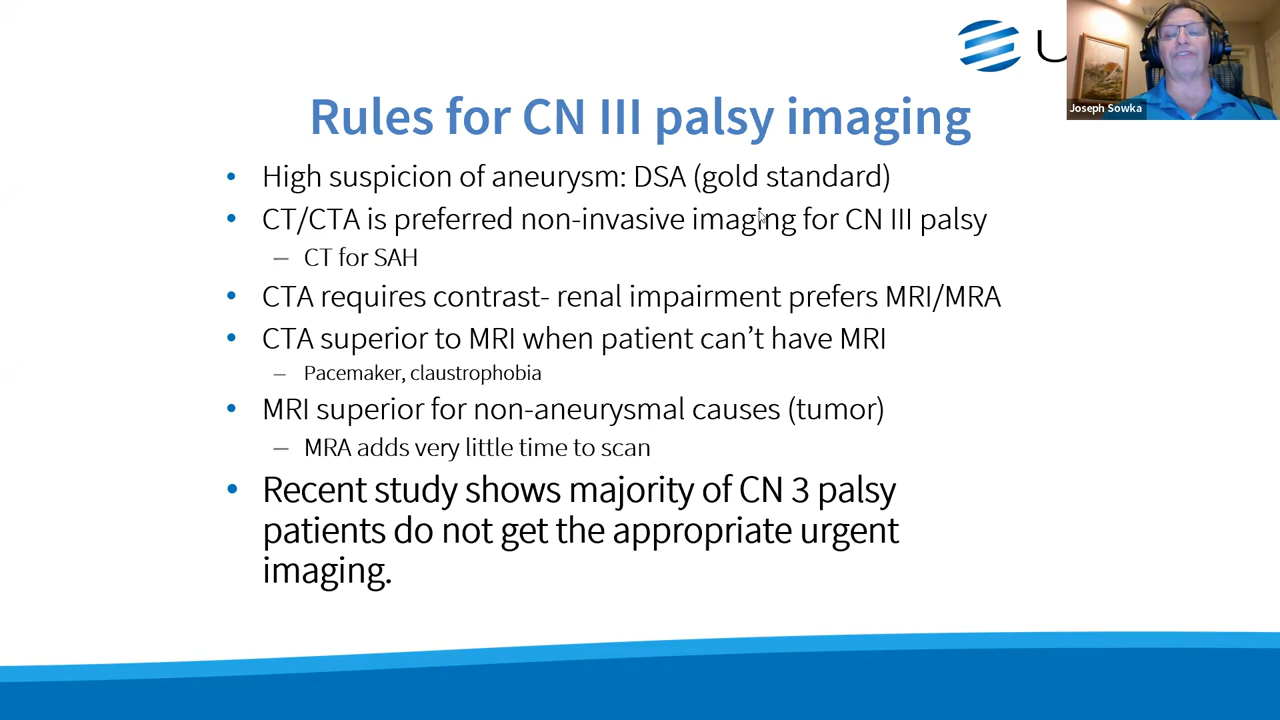 U
Joseph Sowka
Rules for CN III palsy imaging
• High suspicion of aneurysm: DSA (gold standard)
• CT/CTA is preferred non-invasive imaging for CN III palsy
– CT for SAH
• CTA requires contrast- renal impairment prefers MRI/MRA
• CTA superior to MRI when patient can’t have MRI
– Pacemaker, claustrophobia
• MRI superior for non-aneurysmal causes (tumor)
– MRA adds very little time to scan
• Recent study shows majority of CN 3 palsy
patients do not get the appropriate urgent
imaging.